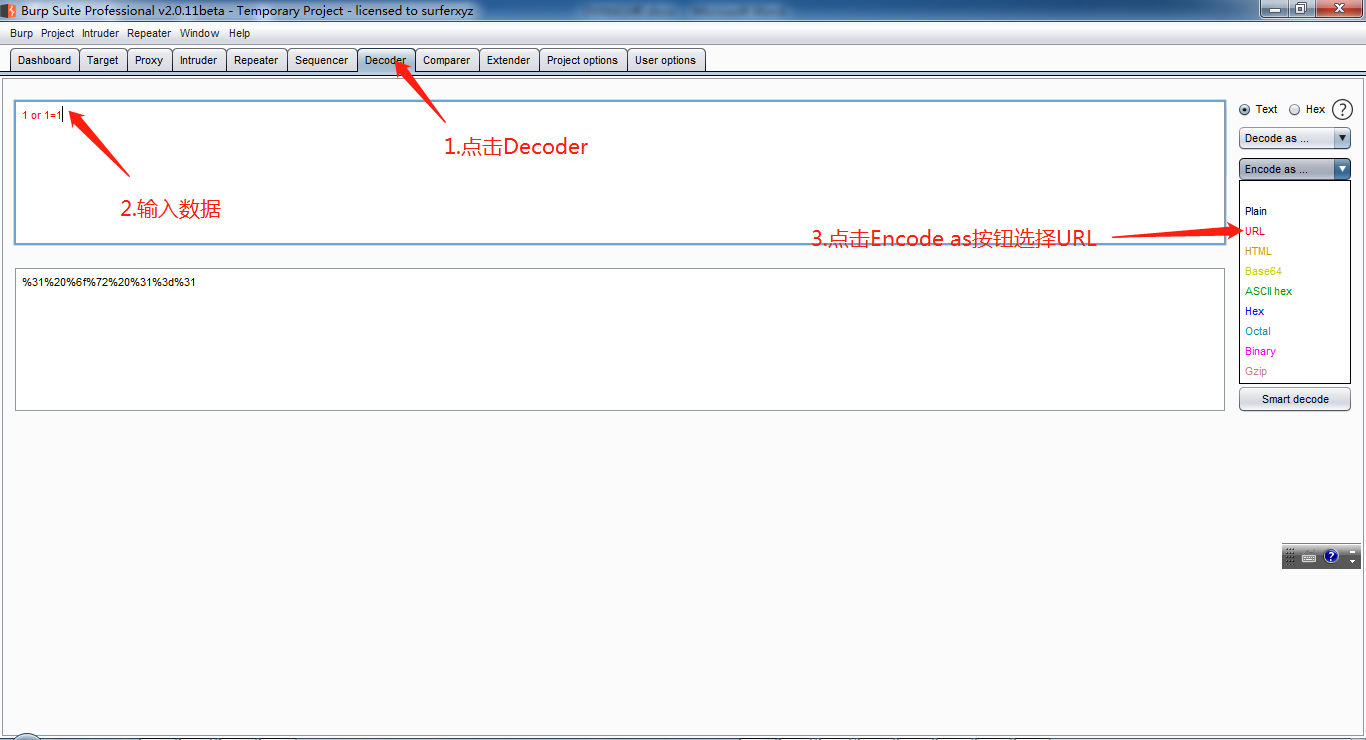 Burp Suite Professional v2.0.11beta - Temporary Project - licensed to surferxyz
Burp Project Intruder Repeater Window Help
Dashboard Target Proxy Intruder Repeater Sequencer Decoder Comparer Extender Project options User options
1 or 1=1
Text Hex ?
Decode as ...
1.点击Decoder
Encode as ...
2.输入数据
Plain
3.点击Encode as按钮选择URL
URL
HTML
Base64
%31%20%6f%72%20%31%3d%31
ASCII hex
Hex
Octal
Binary
Gzip
Smart decode
?